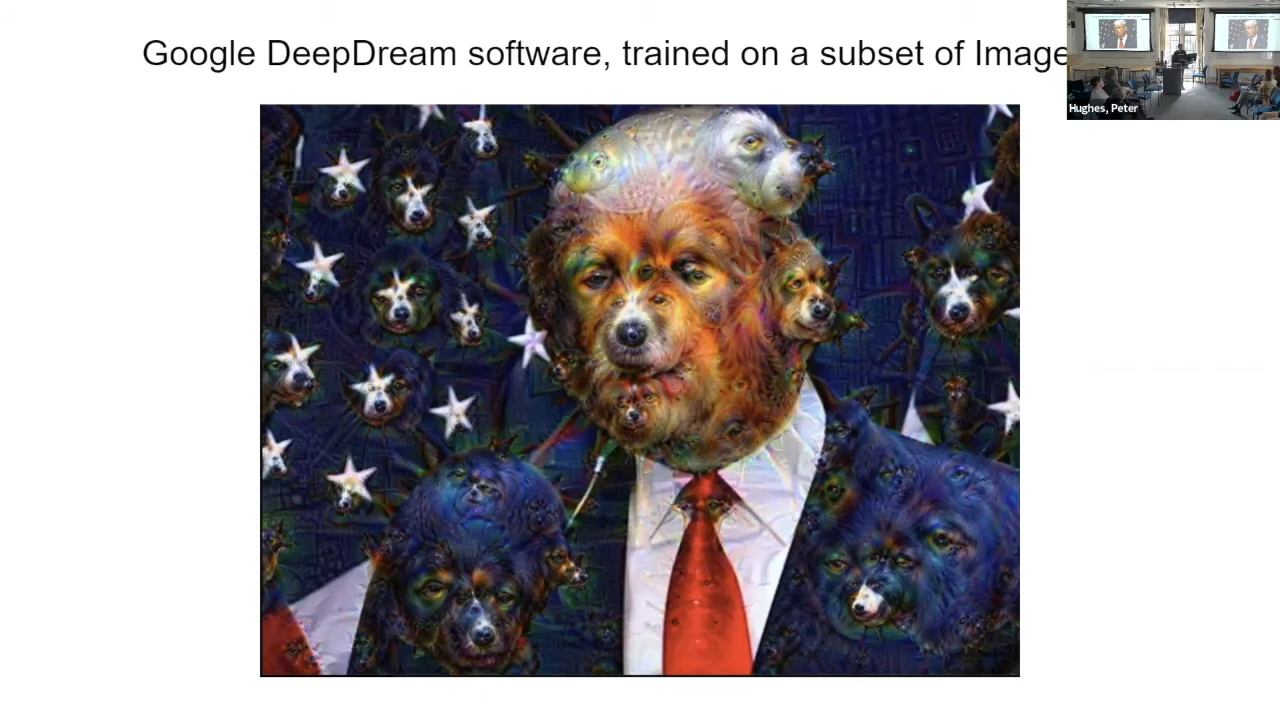 Google DeepDream software, trained on a subset of Image
Hughes, Peter